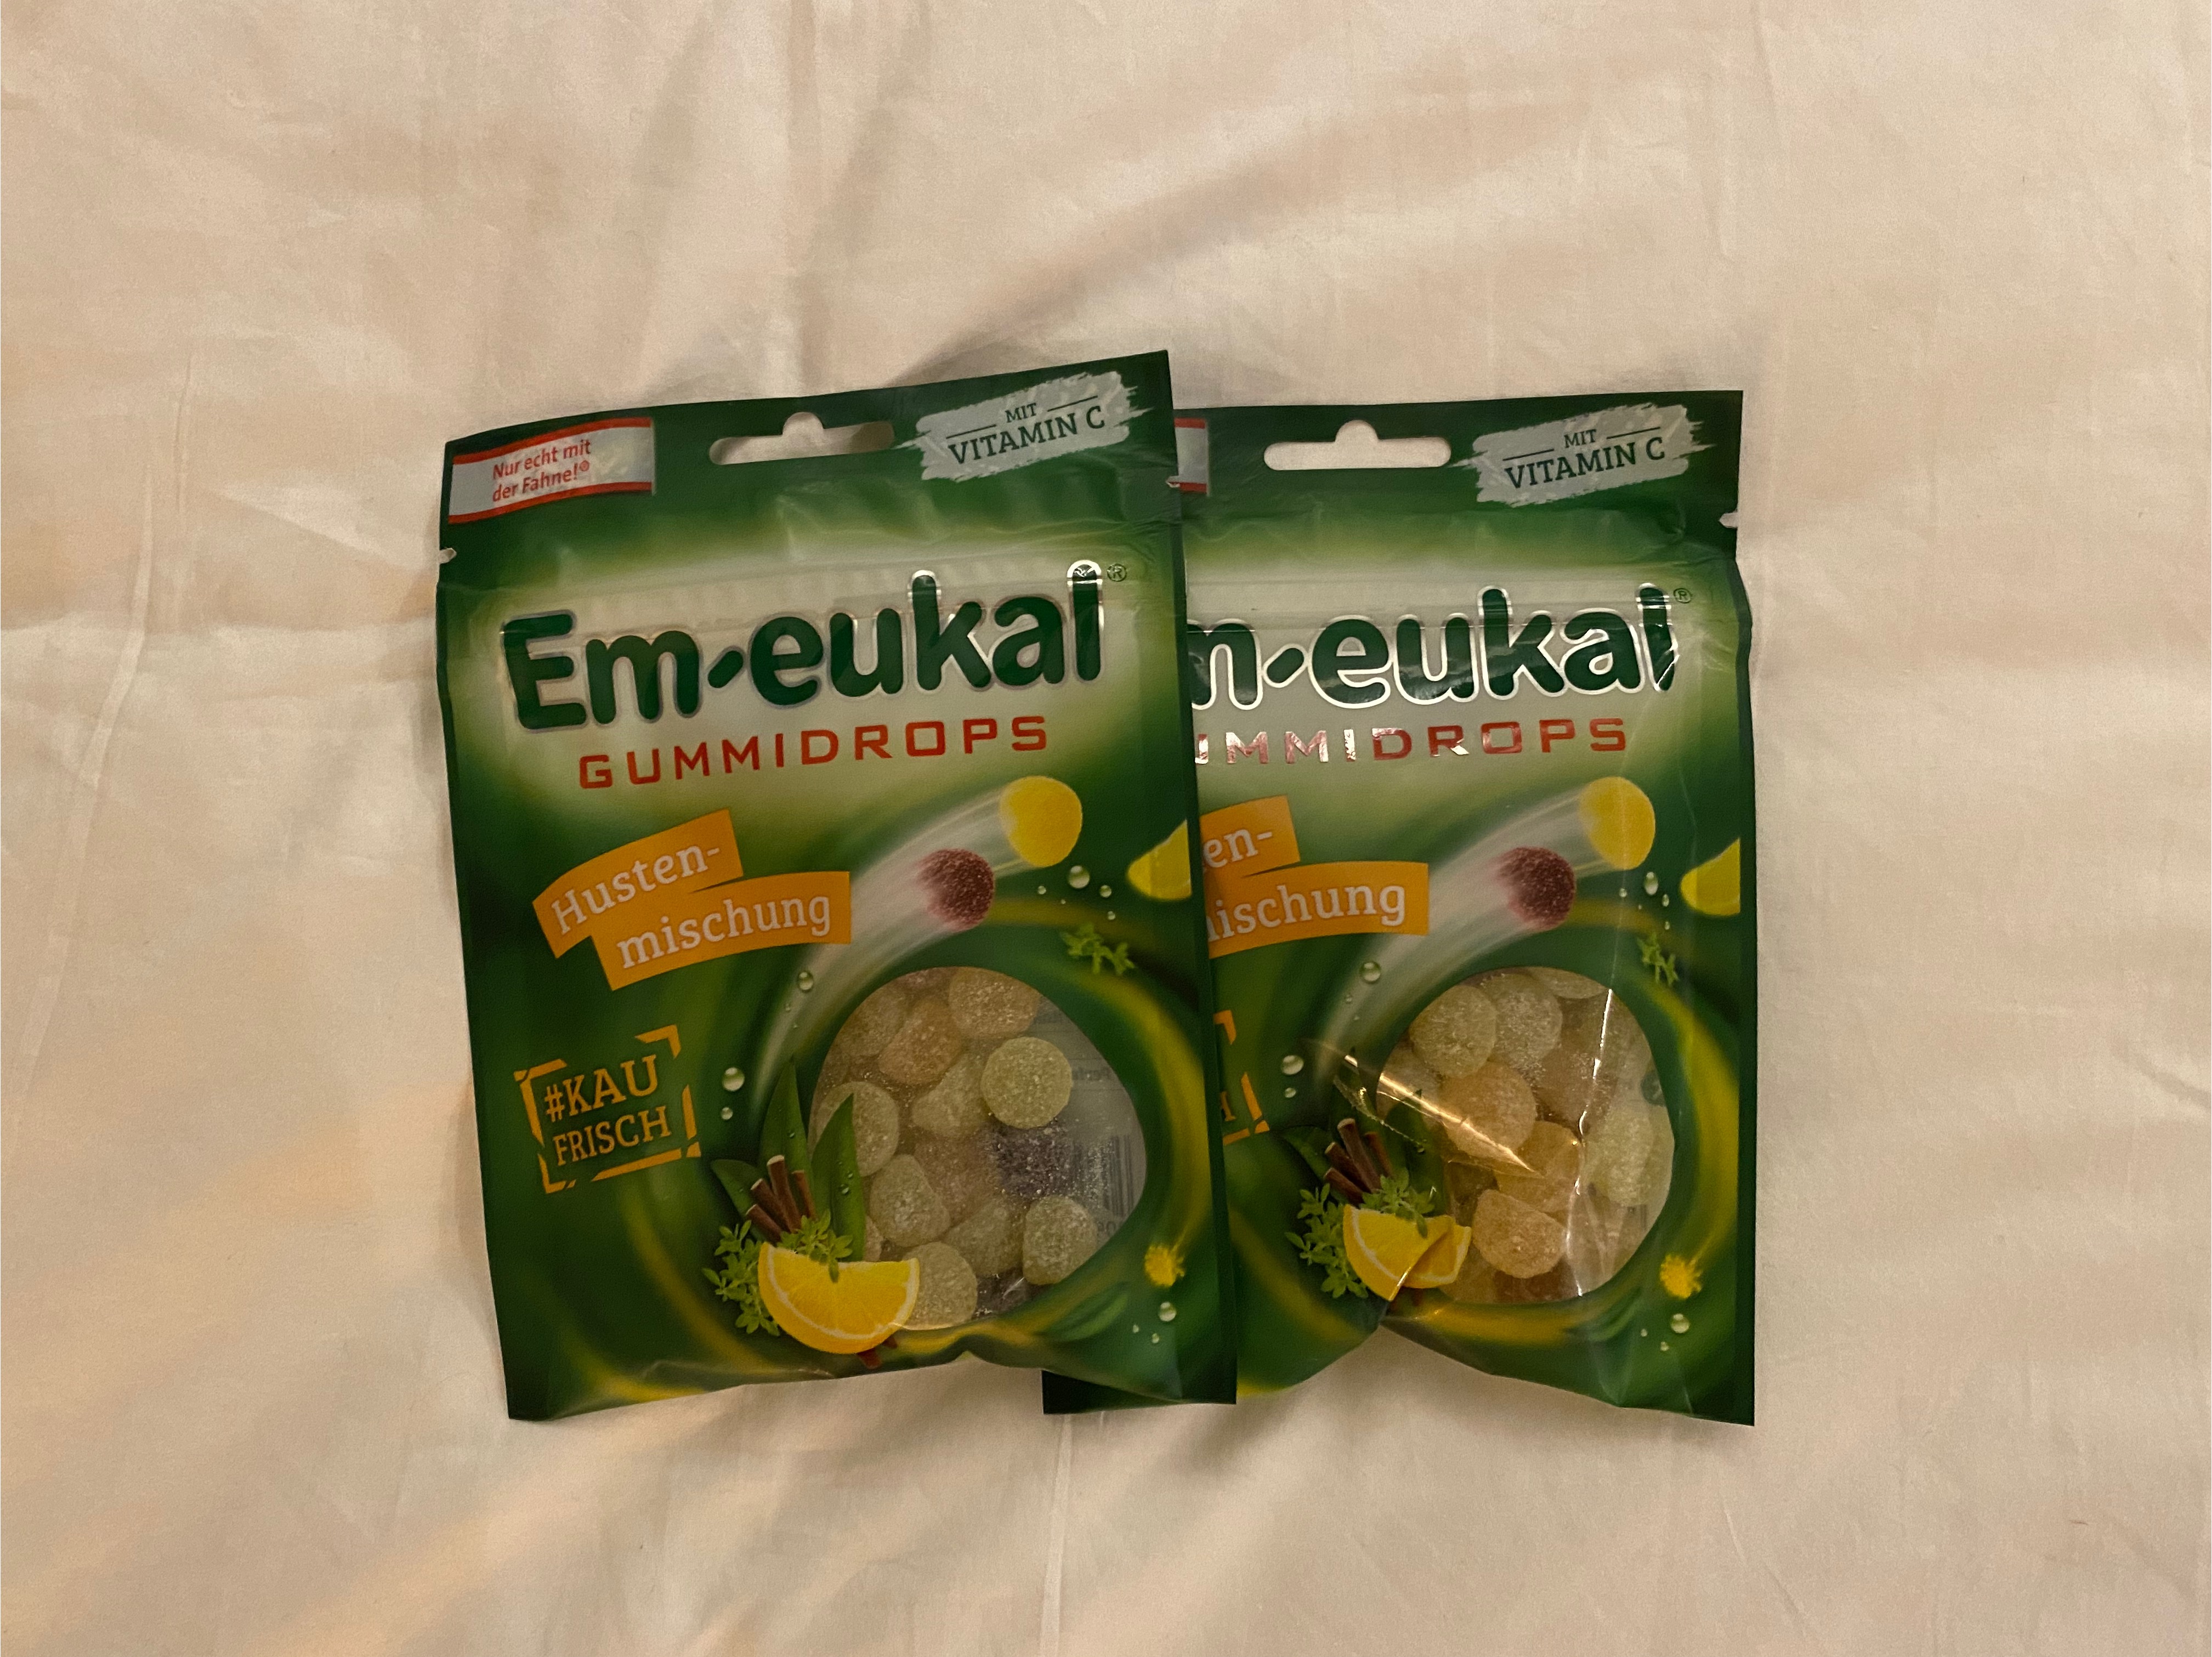 Nur echt mit
der Fahne!®
MIT
VITAMIN C
Em-eukal®
GUMMIDROPS
Husten-
mischung
#KAU
FRISCH!
MIT
VITAMIN C
m-eukal®
UMMIDROPS
en-
mischung
H!